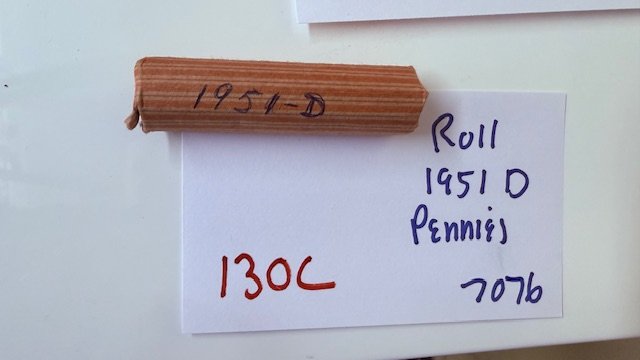 1951-D
Roll
1951 D
Pennies
130C
7076